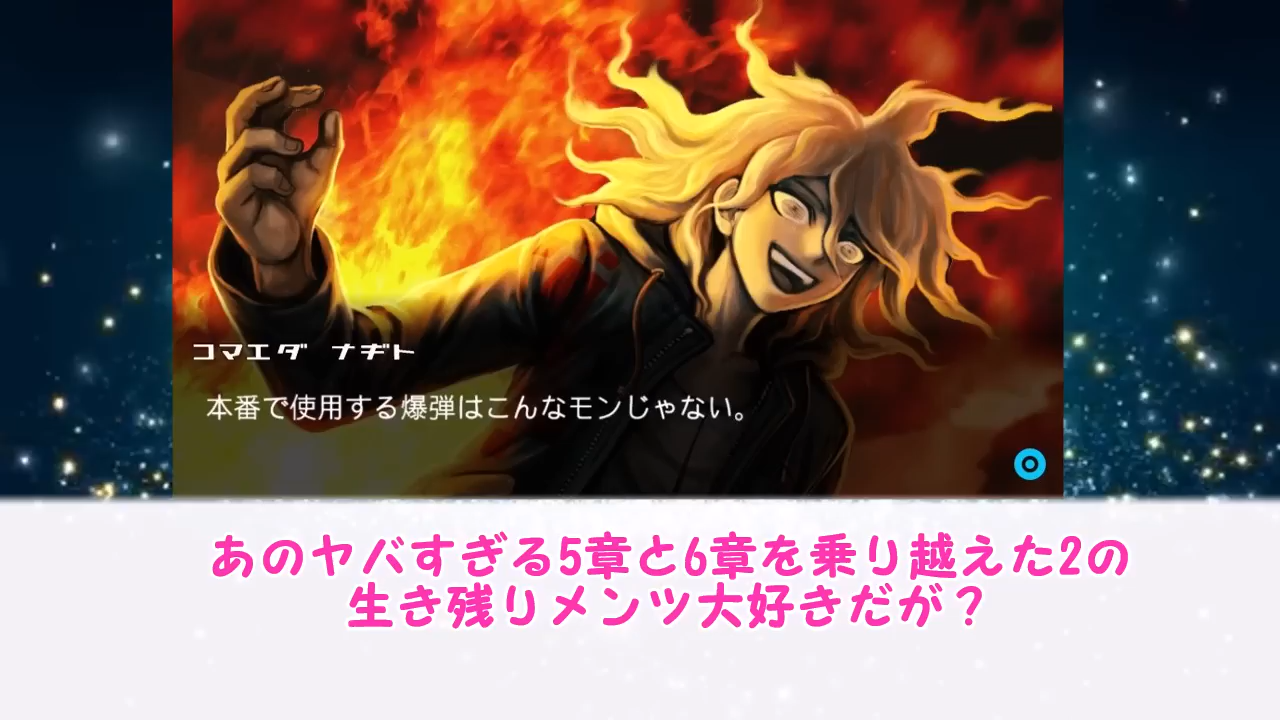 コマエダ ナギト
本番で使用する爆弾はこんなモンじゃない。
あのヤバすぎる5章と6章を乗り越えた2の
生き残りメンツ大好きだが？